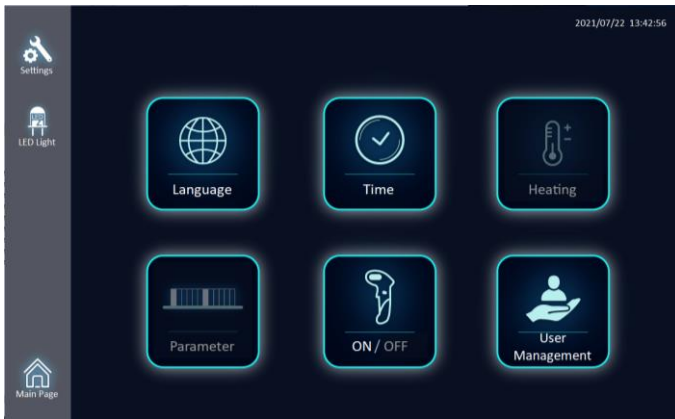 2021/07/22 13:42:56
Settings
LED Light
Language
Time
Heating
Parameter
ON / OFF
User
Management
Main Page